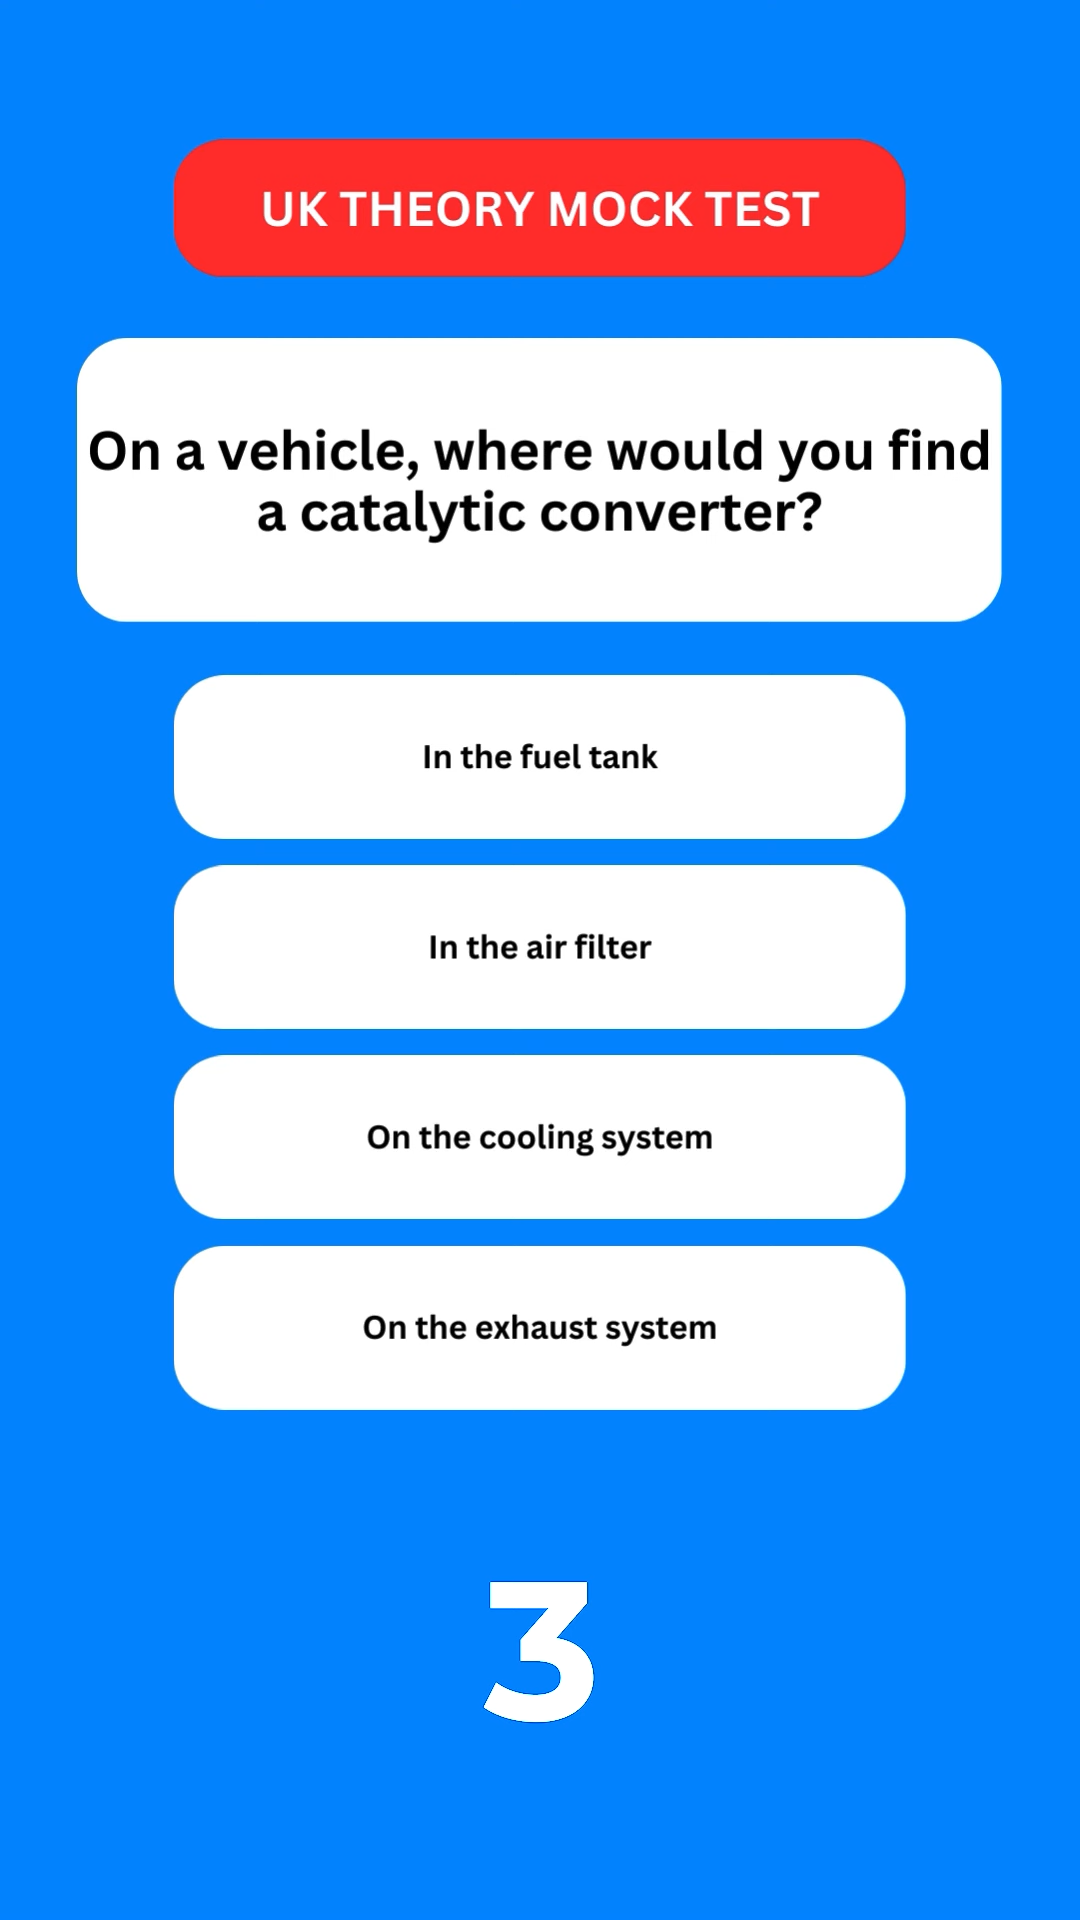 UK THEORY MOCK TEST
On a vehicle, where would you find
a catalytic converter?
In the fuel tank
In the air filter
On the cooling system
On the exhaust system
3